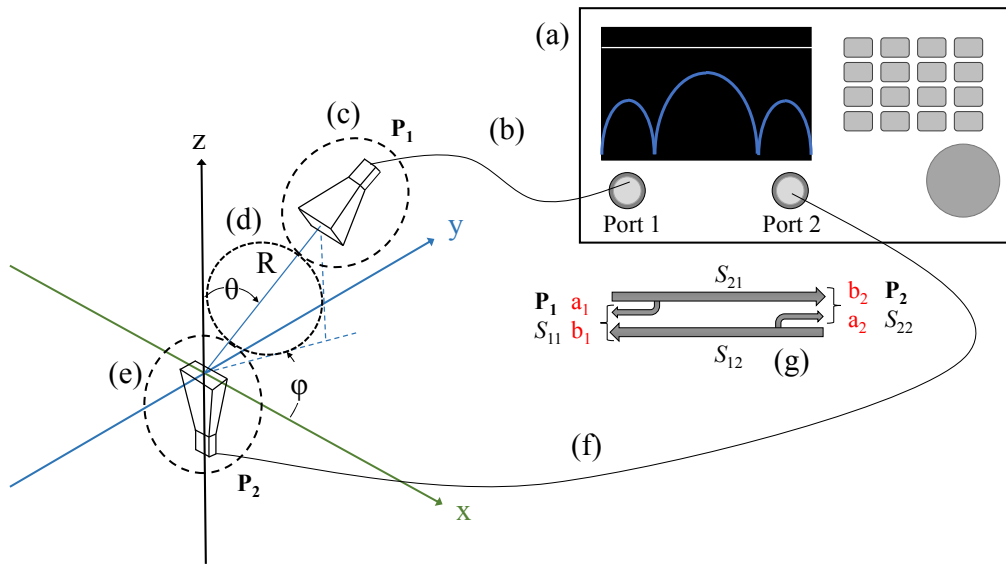 (a)
(c)
P₁
(b)
z
Port 1
Port 2
(d)
y
R
θ
S₂₁
P₁ a₁
b₂ P₂
S₁₁ b₁
a₂ S₂₂
S₁₂
(g)
(e)
φ
(f)
P₂
x